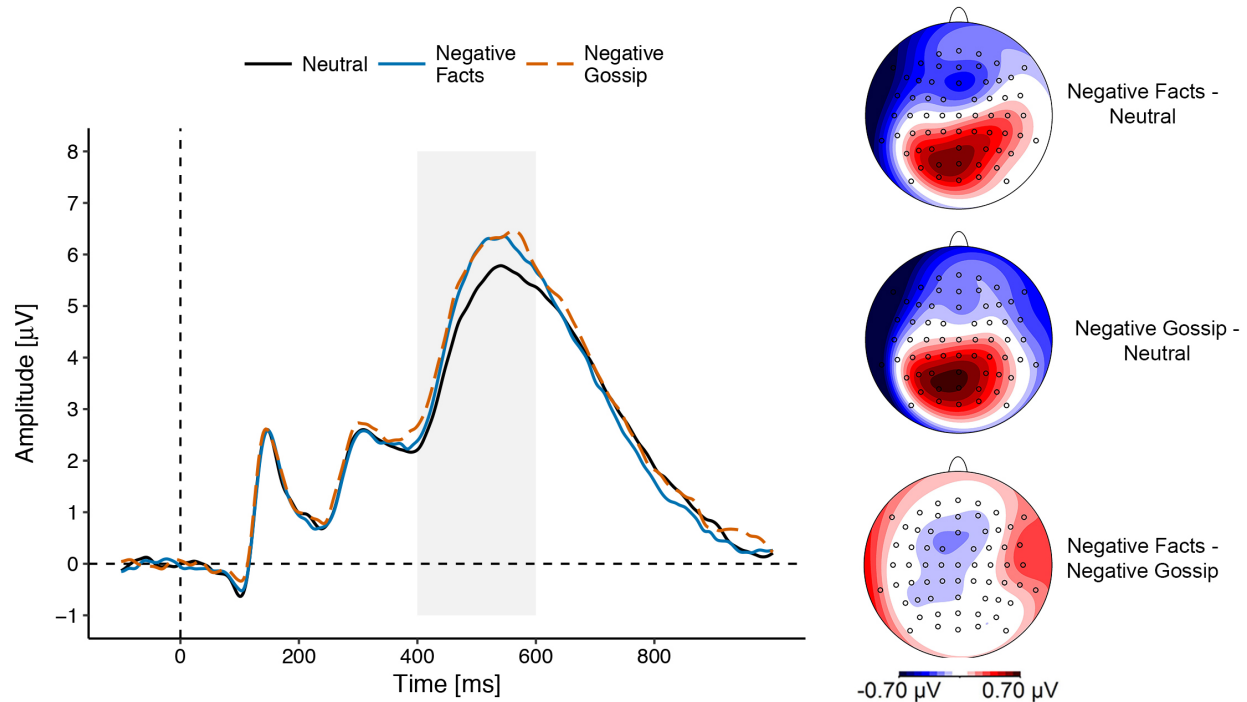 Neutral
Negative
Facts
Negative
Gossip
8
7
6
5
4
3
2
1
0
−1
Amplitude [µV]
0
200
400
600
800
Time [ms]
Negative Facts -
Neutral
Negative Gossip -
Neutral
Negative Facts -
Negative Gossip
-0.70 µV
0.70 µV